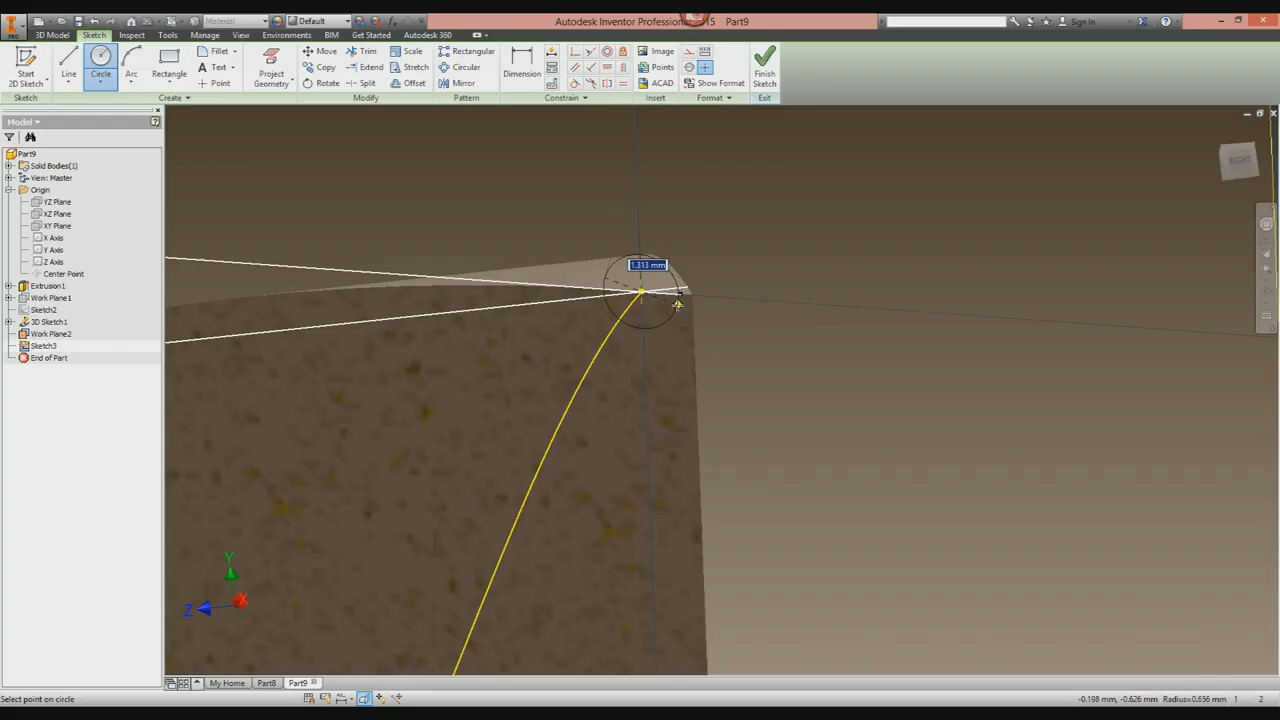 Material
Default
Autodesk Inventor Professional 15 Part9
Sign In
PRO
3D Model
Sketch
Inspect
Tools
Manage
View
Environments
BIM
Get Started
Autodesk 360
Start
2D Sketch
Line
Circle
Arc
Rectangle
Fillet
Text
Point
Project
Geometry
Move
Copy
Rotate
Trim
Extend
Split
Scale
Stretch
Offset
Rectangular
Circular
Mirror
Dimension
Image
Points
ACAD
Show Format
Finish
Sketch
Sketch
Create
Modify
Pattern
Constrain
Insert
Format
Exit
Model
Part9
Solid Bodies(1)
View: Master
Origin
YZ Plane
XZ Plane
XY Plane
X Axis
Y Axis
Z Axis
Center Point
Extrusion1
Work Plane1
Sketch2
3D Sketch1
Work Plane2
Sketch3
End of Part
1.313 mm
RIGHT
Y
Z
X
My Home
Part8
Part9
Select point on circle
-0.198 mm, -0.626 mm Radius=0.656 mm 1 2